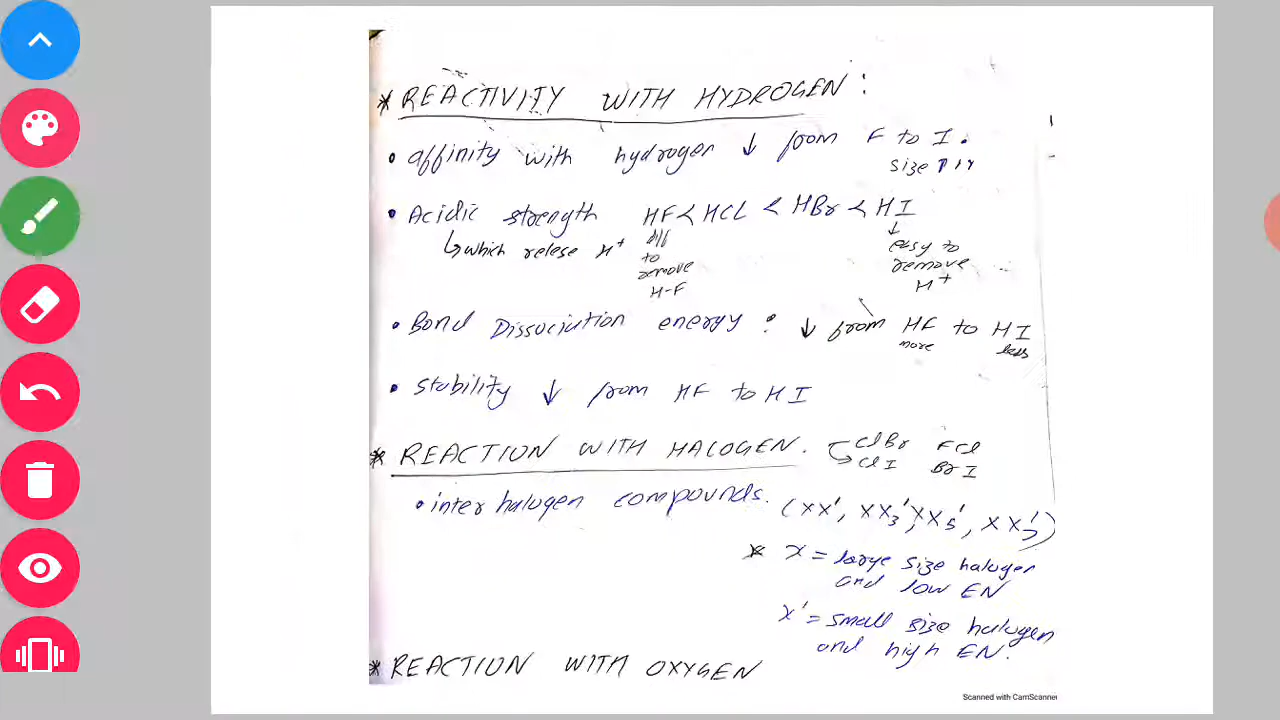 * REACTIVITY WITH HYDROGEN :
• affinity with hydrogen ↓ from F to I.
size ↑
• Acidic strength HF < HCL < HBr < HI
↳ which relese H+
diff to remove H-F
↓ easy to remove H+
• Bond Dissociution energy : ↓ from HF to HI
more less
• stability ↓ from HF to HI
* REACTION WITH HALOGEN. ClBr FCl
ClI BrI
• inter halogen compounds. (XX', XX3', XX5', XX7')
* X = large size halogen
and low EN
X' = small size halogen
and high EN.
* REACTION WITH OXYGEN
Scanned with CamScanner